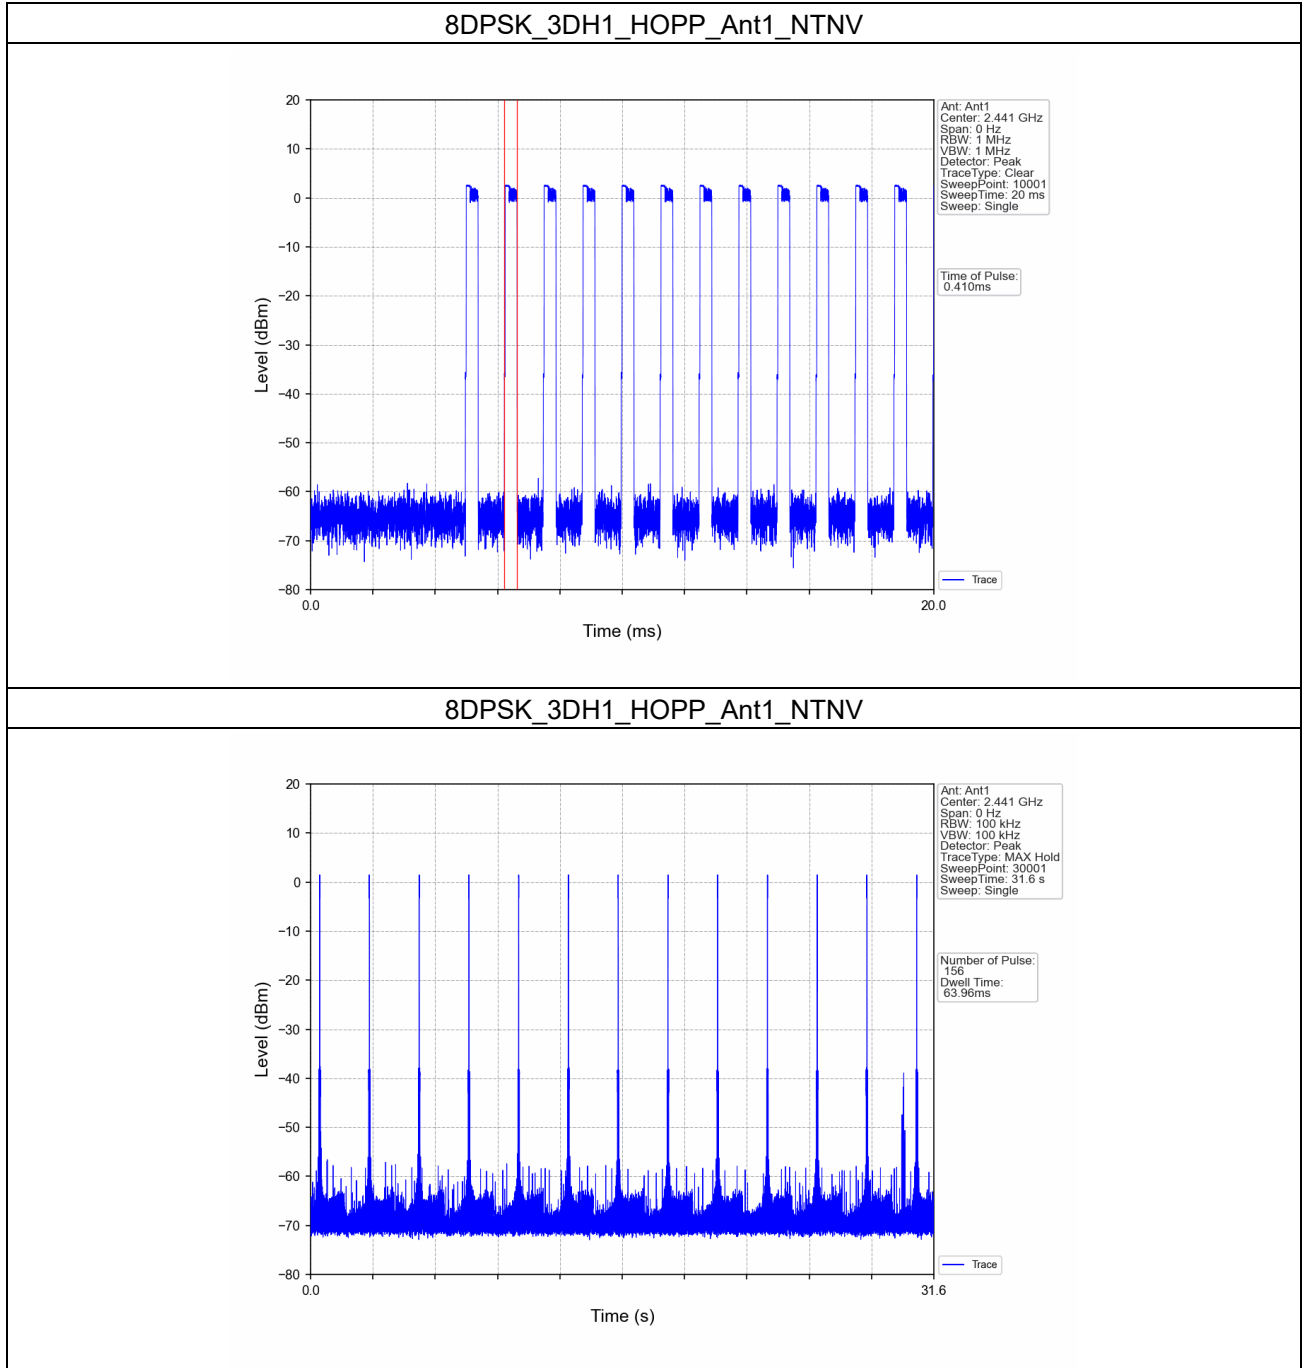 8DPSK_3DH1_HOPP_Ant1_NTNV
20
10
0
−10
−20
−30
−40
−50
−60
−70
−80
Level (dBm)
0.0
20.0
Time (ms)
Ant: Ant1
Center: 2.441 GHz
Span: 0 Hz
RBW: 1 MHz
VBW: 1 MHz
Detector: Peak
TraceType: Clear
SweepPoint: 10001
SweepTime: 20 ms
Sweep: Single
Time of Pulse:
0.410ms
Trace
8DPSK_3DH1_HOPP_Ant1_NTNV
20
10
0
−10
−20
−30
−40
−50
−60
−70
−80
Level (dBm)
0.0
31.6
Time (s)
Ant: Ant1
Center: 2.441 GHz
Span: 0 Hz
RBW: 100 kHz
VBW: 100 kHz
Detector: Peak
TraceType: MAX Hold
SweepPoint: 30001
SweepTime: 31.6 s
Sweep: Single
Number of Pulse:
156
Dwell Time:
63.96ms
Trace